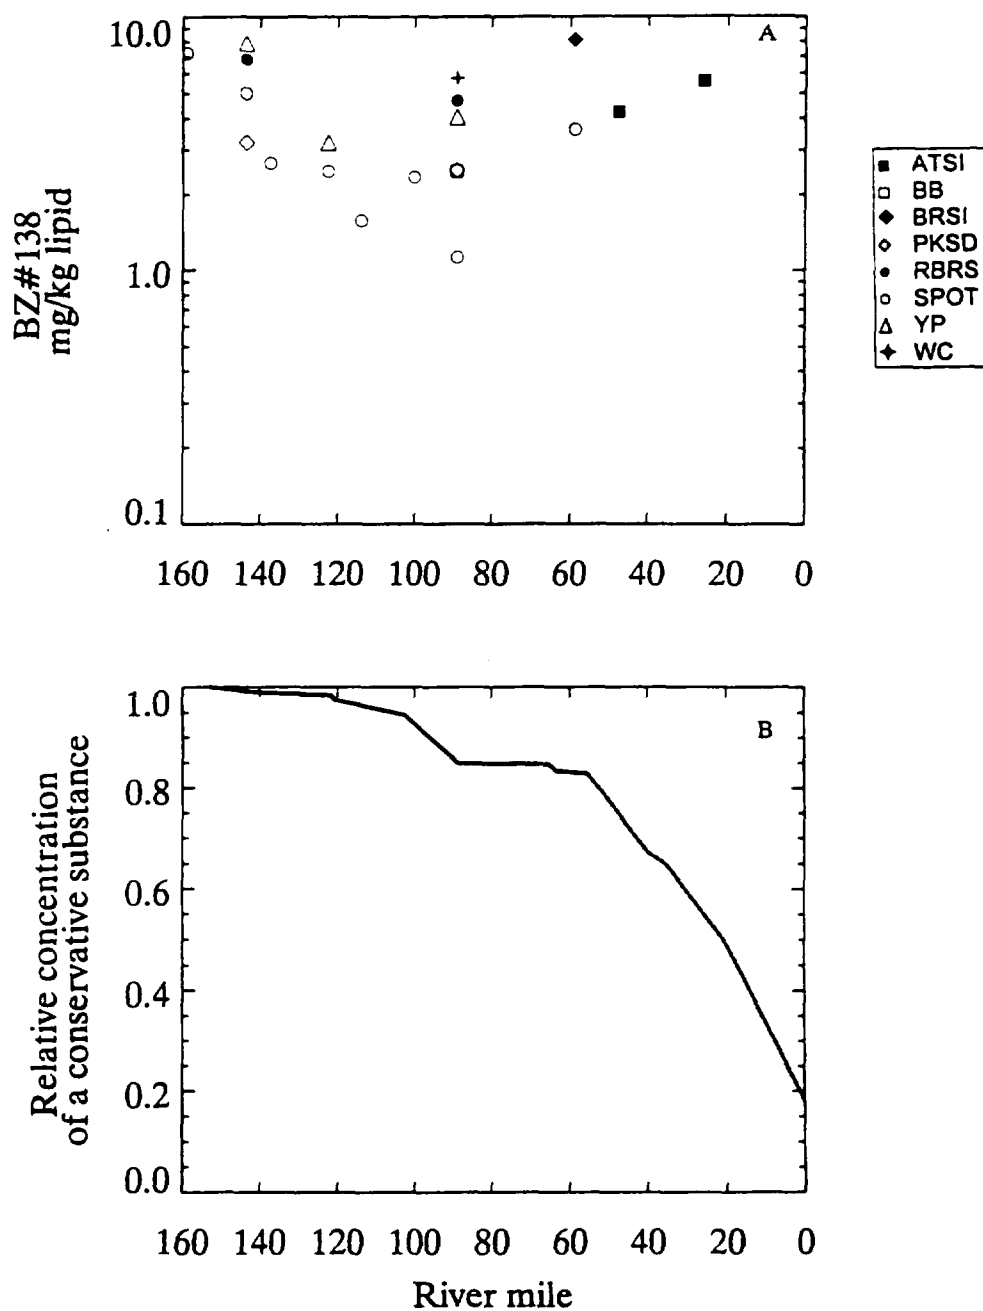 10.0
A
1.0
0.1
BZ#138
mg/kg lipid
160 140 120 100 80 60 40 20 0
ATSI
BB
BRSI
PKSD
RBRS
SPOT
YP
WC
1.0
B
0.8
0.6
0.4
0.2
0.0
Relative concentration
of a conservative substance
160 140 120 100 80 60 40 20 0
River mile